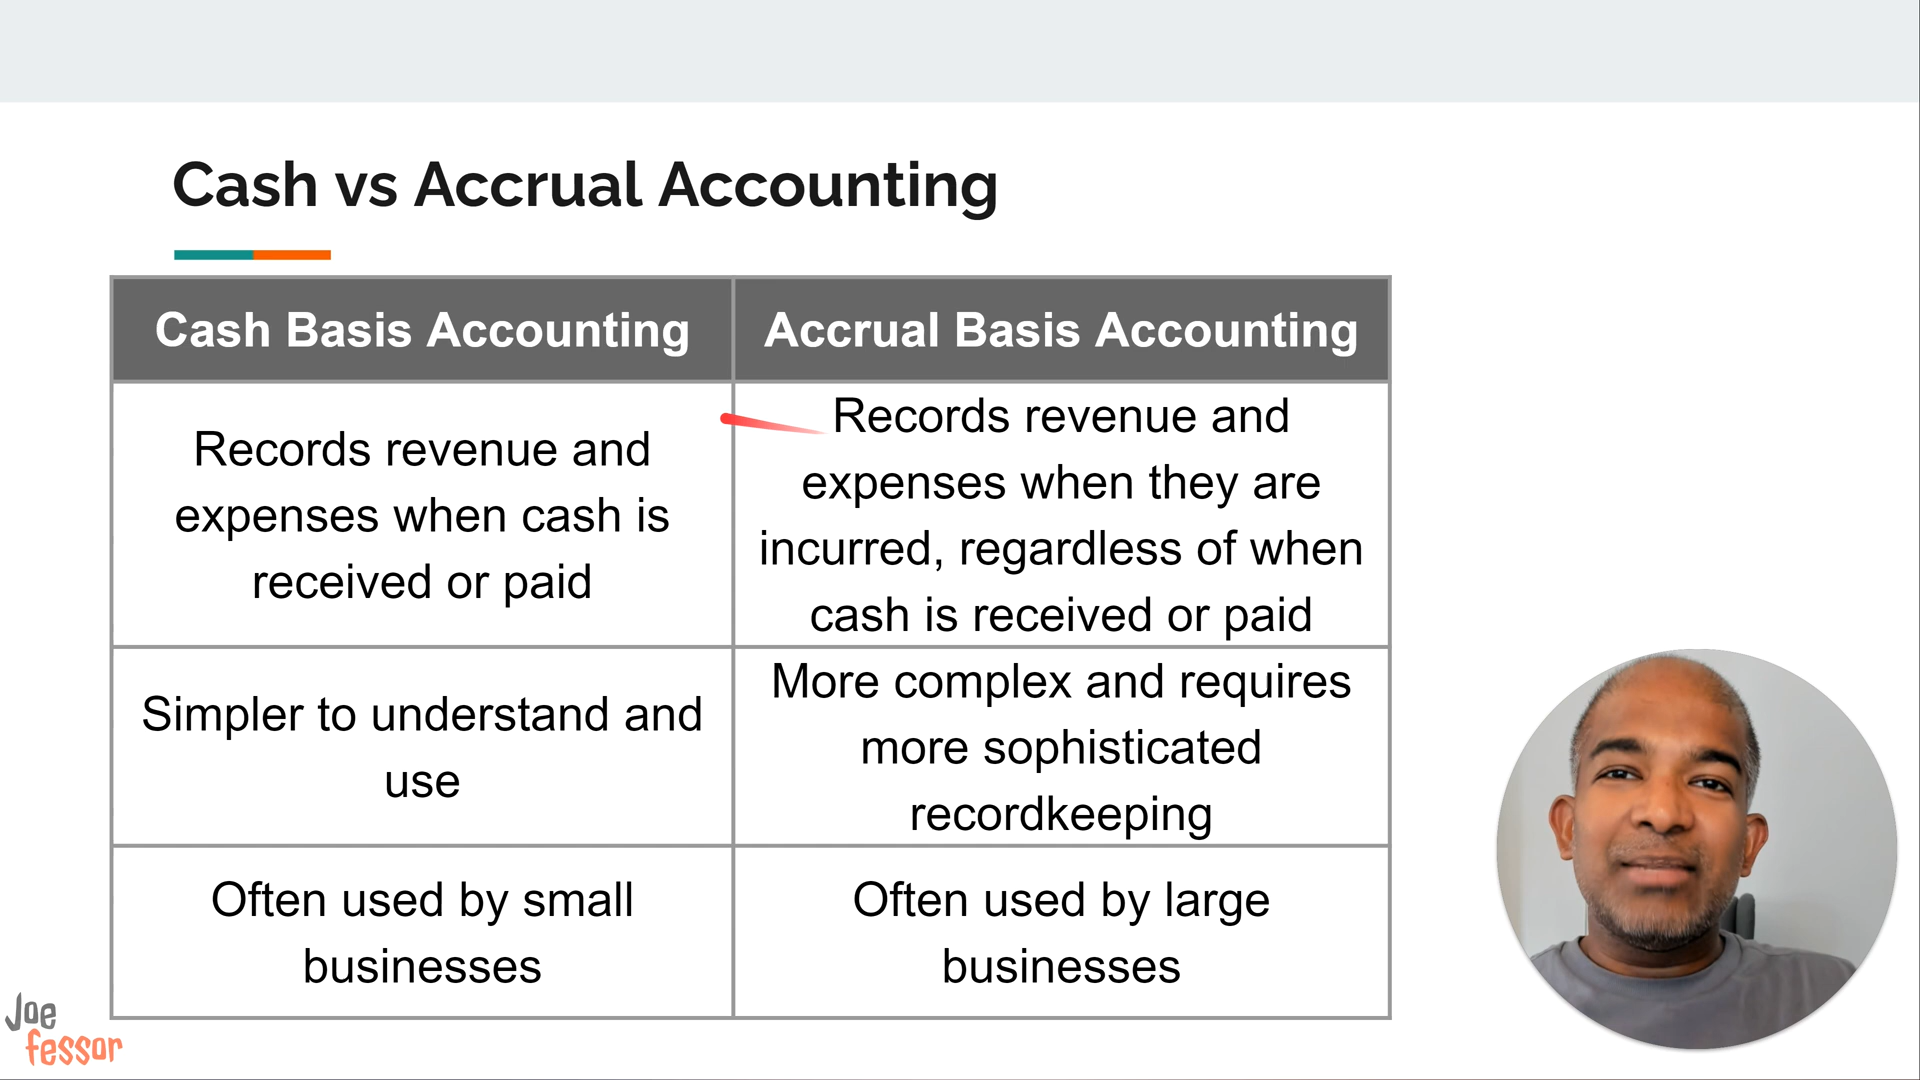 Cash vs Accrual Accounting
Cash Basis Accounting
Accrual Basis Accounting
Records revenue and
expenses when cash is
received or paid
Records revenue and
expenses when they are
incurred, regardless of when
cash is received or paid
Simpler to understand and
use
More complex and requires
more sophisticated
recordkeeping
Often used by small
businesses
Often used by large
businesses
Joe
fessor